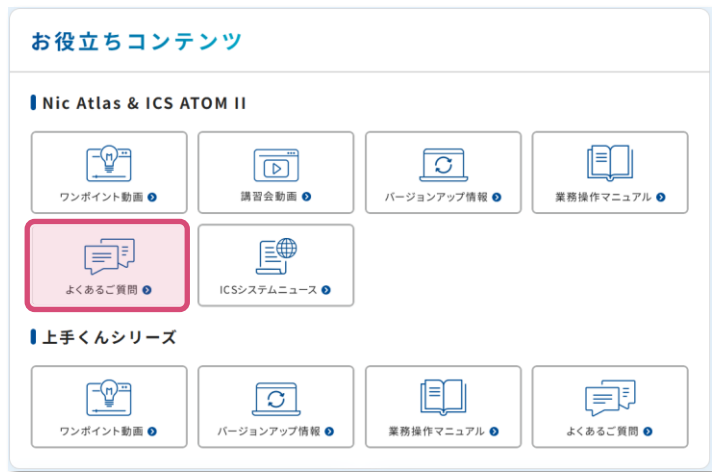 お役立ちコンテンツ
Nic Atlas & ICS ATOM II
ワンポイント動画
講習会動画
バージョンアップ情報
業務操作マニュアル
よくあるご質問
ICSシステムニュース
上手くんシリーズ
ワンポイント動画
バージョンアップ情報
業務操作マニュアル
よくあるご質問